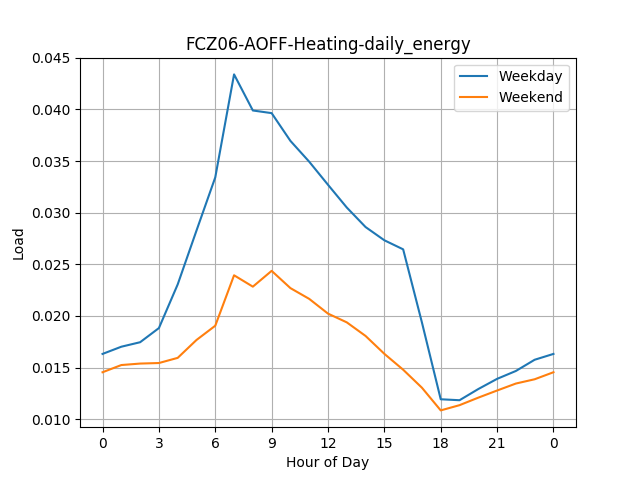 FCZ06-AOFF-Heating-daily_energy
0.045
0.040
0.035
0.030
0.025
0.020
0.015
0.010
Load
Weekday
Weekend
0 3 6 9 12 15 18 21 0
Hour of Day